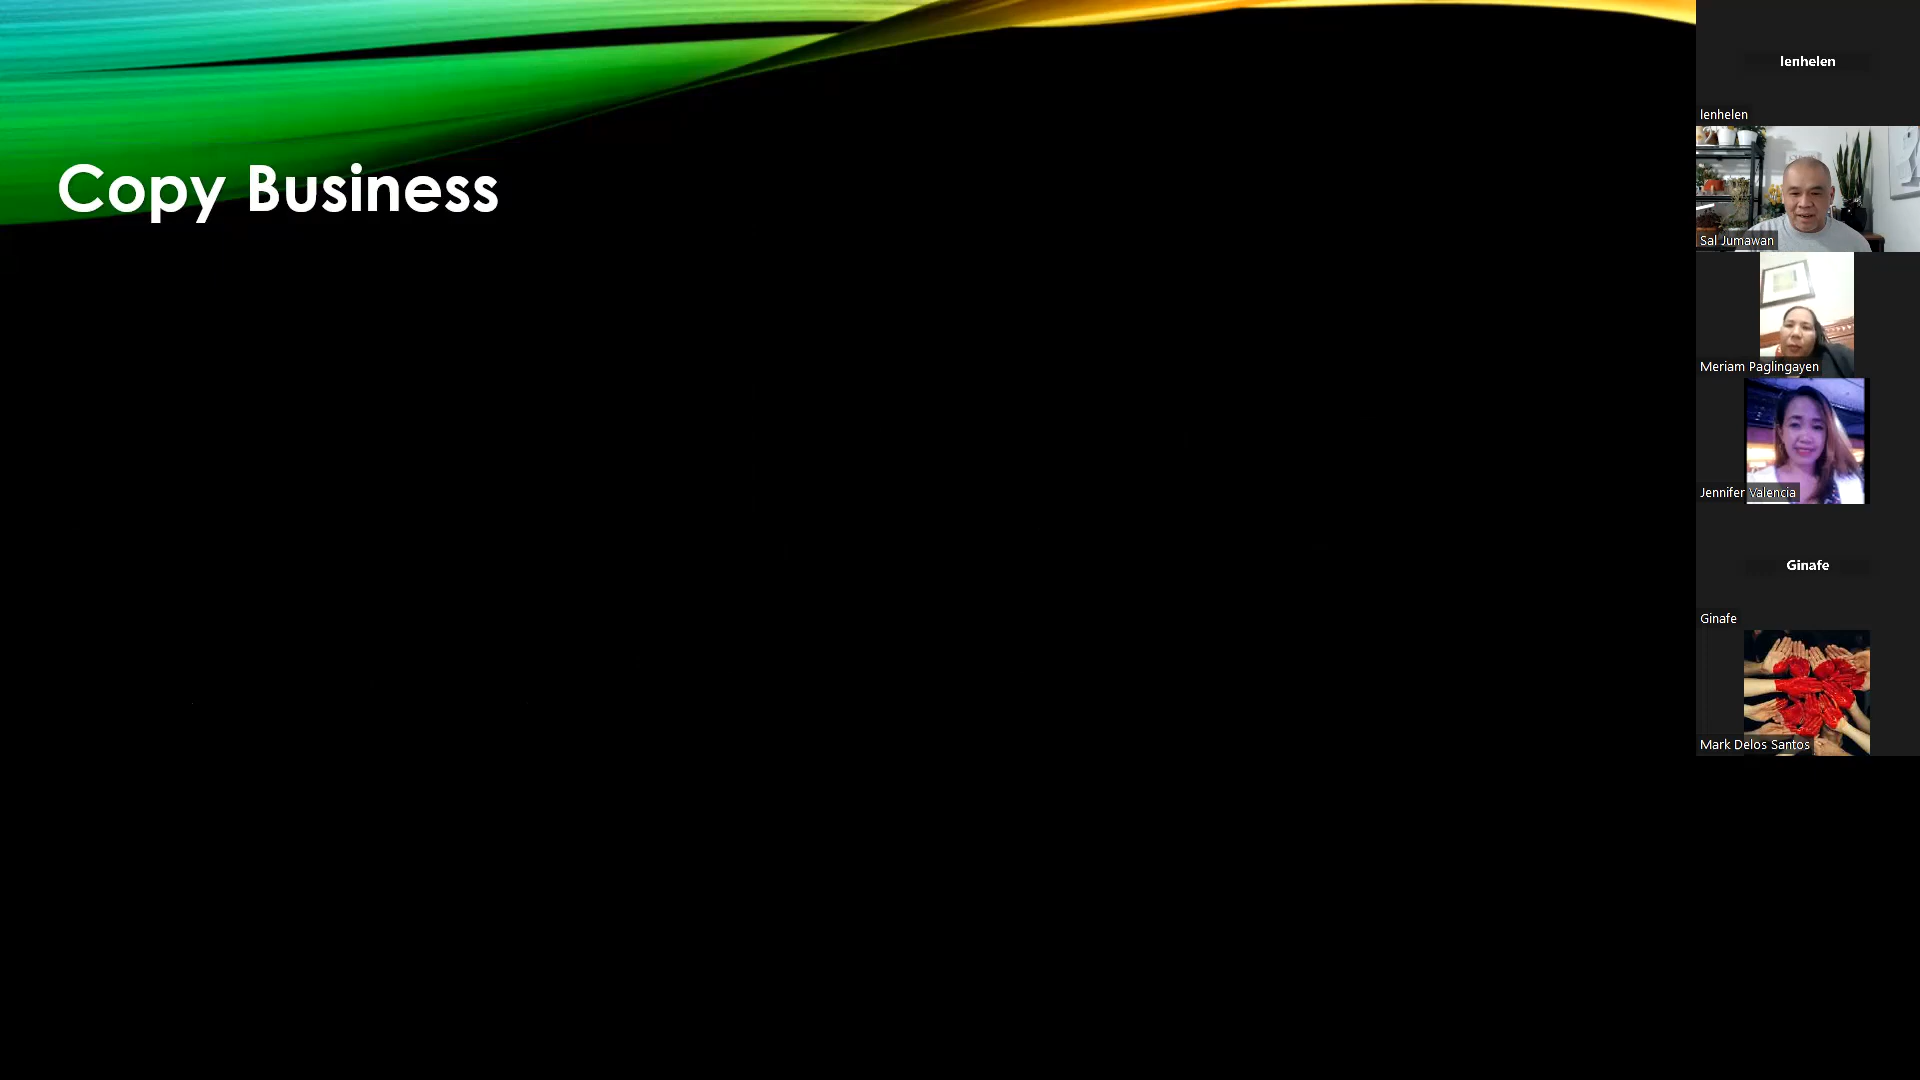 Copy Business
lenhelen
lenhelen
Sal Jumawan
Meriam Paglingayen
Jennifer Valencia
Ginafe
Ginafe
Mark Delos Santos